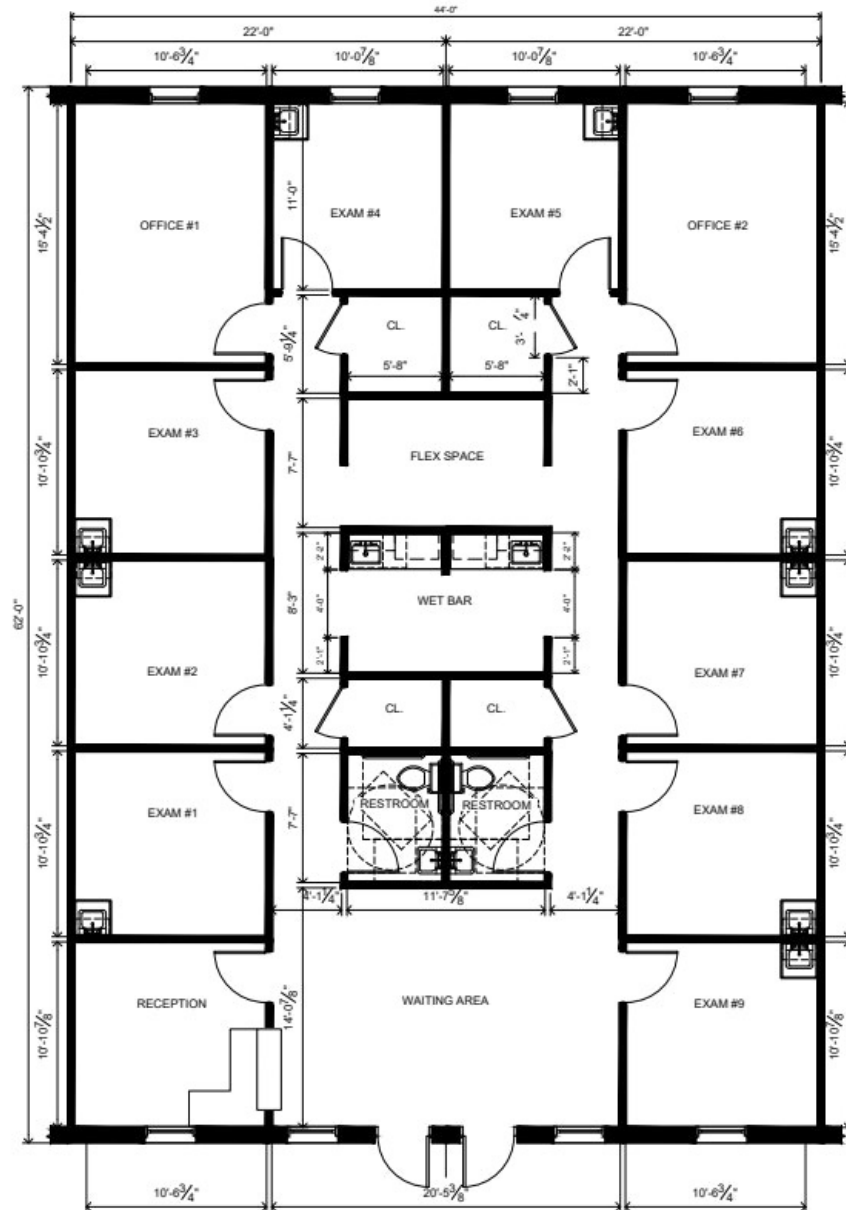 44'-0"
22'-0" 22'-0"
10'-6¾" 10'-0⅞" 10'-0⅞" 10'-6¾"
15'-4½" OFFICE #1 11'-0" EXAM #4 EXAM #5 OFFICE #2 15'-4½"
5'-9¼" CL. CL.
5'-8" 5'-8" 2'-1"
10'-10¾" EXAM #3 7'-7" FLEX SPACE EXAM #6 10'-10¾"
2'-2" 2'-2"
62'-0"
10'-10¾" EXAM #2 8'-3" 4'-0" WET BAR 4'-0" EXAM #7 10'-10¾"
2'-1" 2'-1"
4'-1¼" CL. CL.
10'-10¾" EXAM #1 7'-7" RESTROOM RESTROOM EXAM #8 10'-10¾"
4'-1¼" 11'-7⅝" 4'-1¼"
10'-10⅞" RECEPTION 14'-0⅞" WAITING AREA EXAM #9 10'-10⅞"
10'-6¾" 20'-5⅜" 10'-6¾"